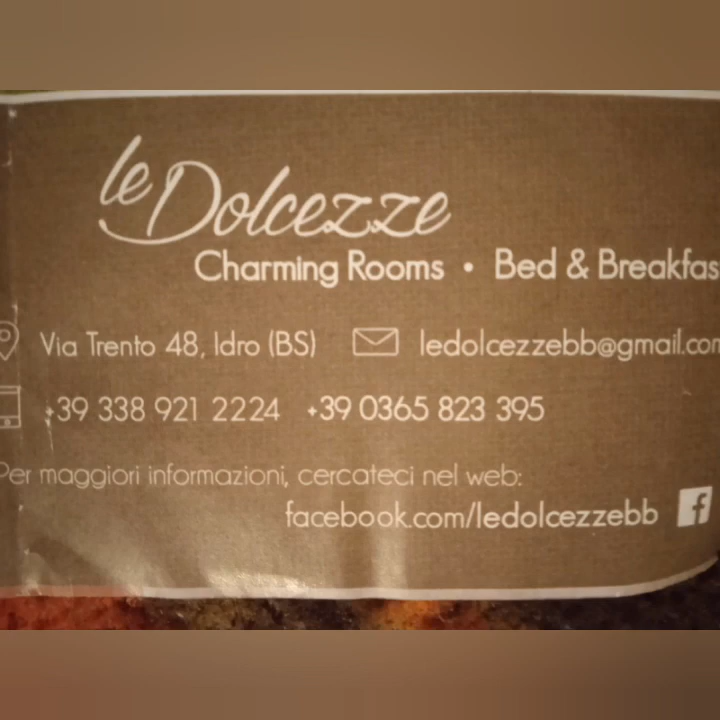 le Dolcezze
Charming Rooms • Bed & Breakfas
Via Trento 48, Idro (BS) ledolcezzebb@gmail.com
+39 338 921 2224 +39 0365 823 395
Per maggiori informazioni, cercateci nel web:
facebook.com/ledolcezzebb f